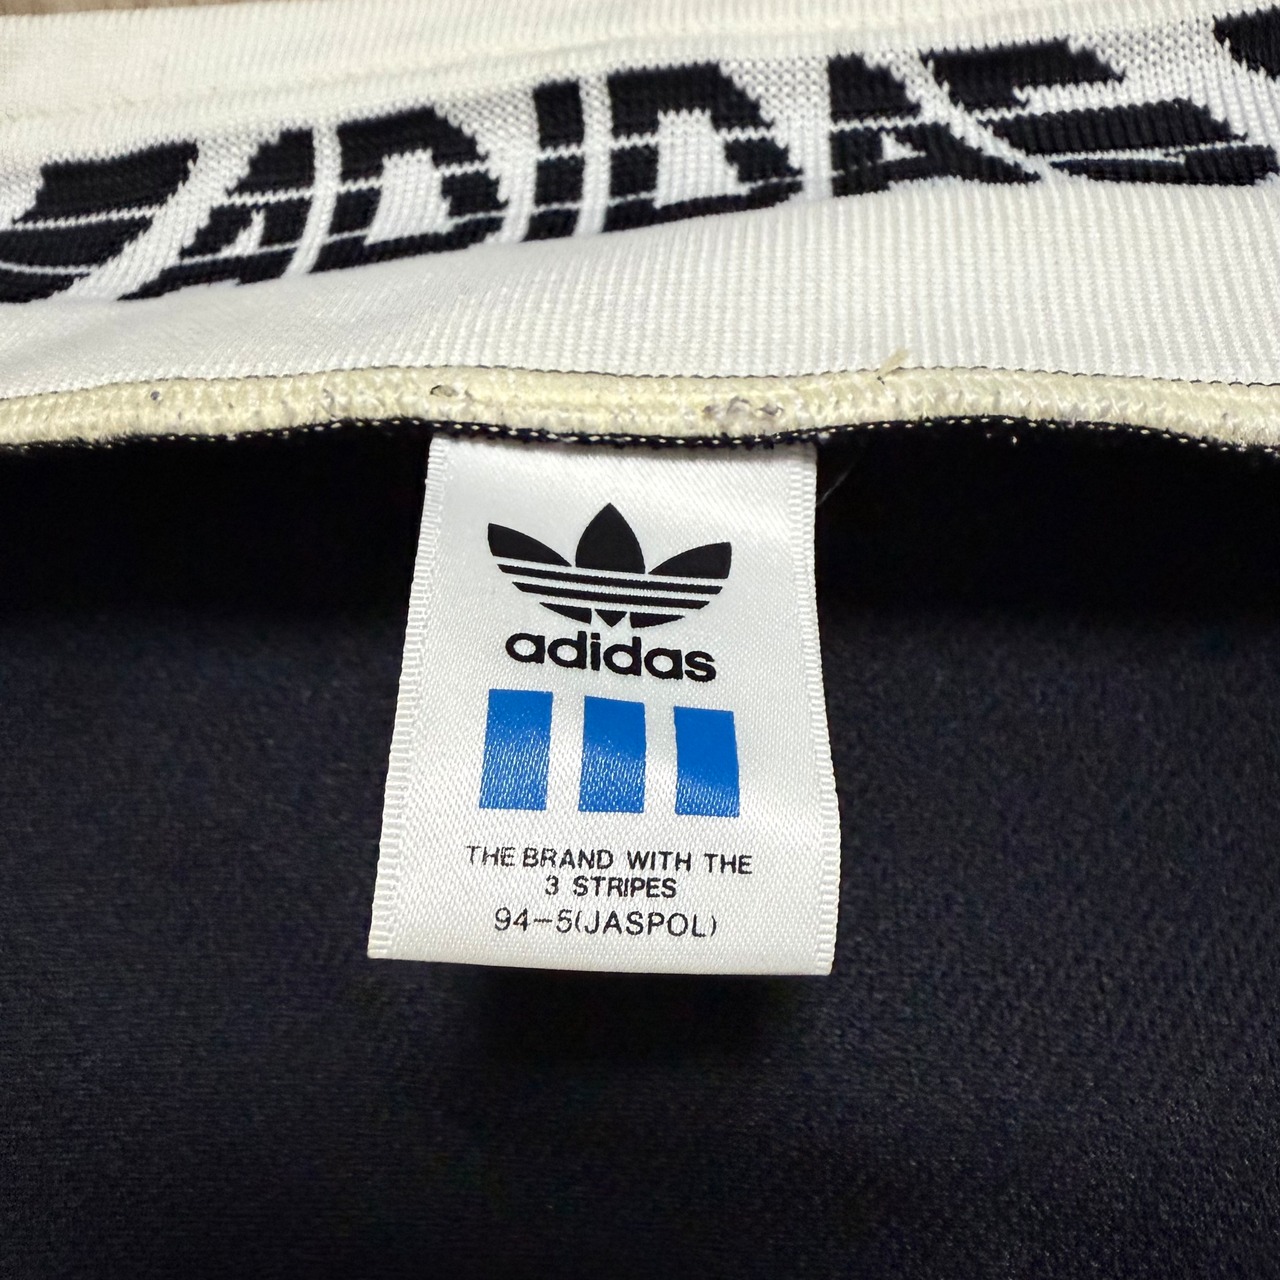 ADIDAS
adidas
THE BRAND WITH THE
3 STRIPES
94-5(JASPOL)